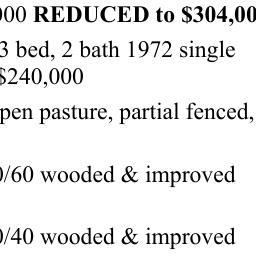 000 REDUCED to $304,00
3 bed, 2 bath 1972 single
$240,000
pen pasture, partial fenced,
0/60 wooded & improved
0/40 wooded & improved